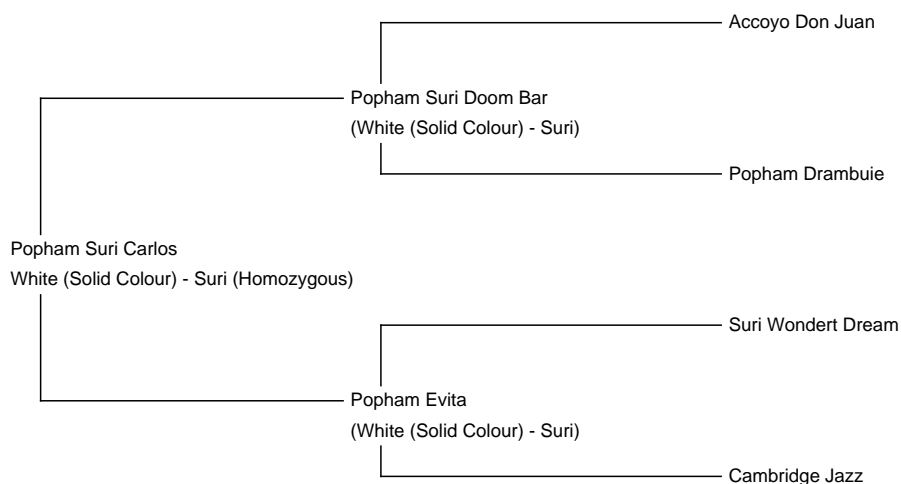 Accoyo Don Juan
Popham Suri Doom Bar
(White (Solid Colour) - Suri)
Popham Drambuie
Popham Suri Carlos
White (Solid Colour) - Suri (Homozygous)
Suri Wondert Dream
Popham Evita
(White (Solid Colour) - Suri)
Cambridge Jazz